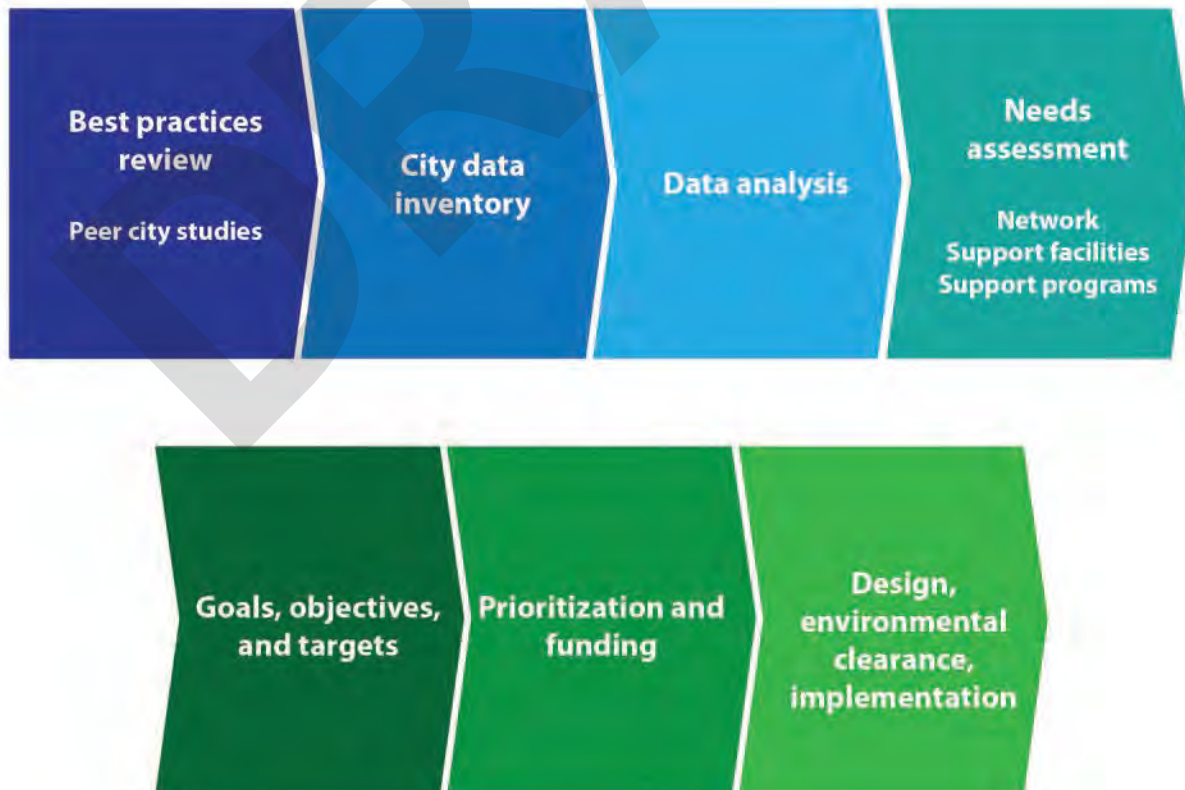 Best practices
review
Peer city studies
City data
inventory
Data analysis
Needs
assessment
Network
Support facilities
Support programs
Goals, objectives,
and targets
Prioritization and
funding
Design,
environmental
clearance,
implementation